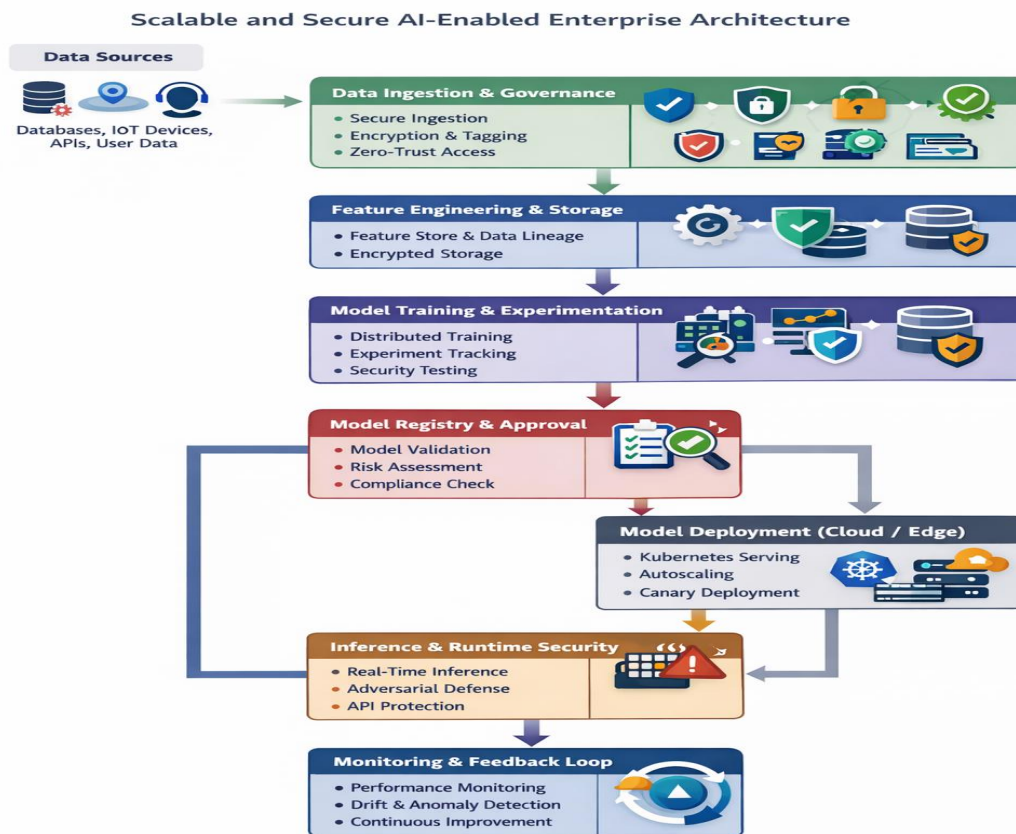 Scalable and Secure AI-Enabled Enterprise Architecture
Data Sources
Databases, IOT Devices,
APIs, User Data
Data Ingestion & Governance
• Secure Ingestion
• Encryption & Tagging
• Zero-Trust Access
Feature Engineering & Storage
• Feature Store & Data Lineage
• Encrypted Storage
Model Training & Experimentation
• Distributed Training
• Experiment Tracking
• Security Testing
Model Registry & Approval
• Model Validation
• Risk Assessment
• Compliance Check
Model Deployment (Cloud / Edge)
• Kubernetes Serving
• Autoscaling
• Canary Deployment
Inference & Runtime Security
• Real-Time Inference
• Adversarial Defense
• API Protection
Monitoring & Feedback Loop
• Performance Monitoring
• Drift & Anomaly Detection
• Continuous Improvement